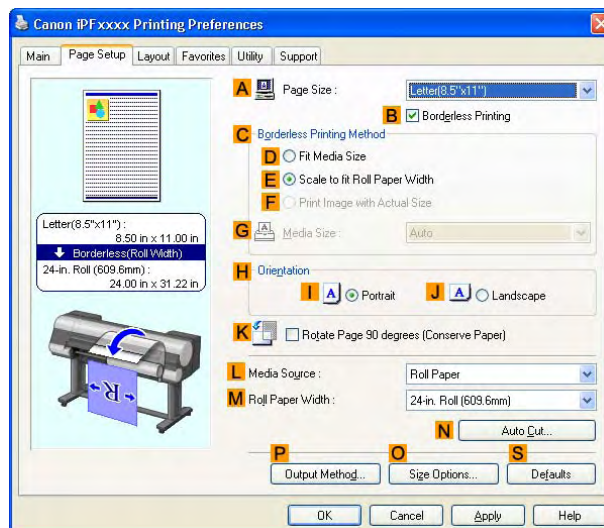 Canon iPFxxxx Printing Preferences
Main Page Setup Layout Favorites Utility Support
A Page Size : Letter(8.5"x11")
B Borderless Printing
C Borderless Printing Method
D Fit Media Size
E Scale to fit Roll Paper Width
F Print Image with Actual Size
G Media Size : Auto
Letter(8.5"x11") :
8.50 in x 11.00 in
Borderless(Roll Width)
24-in. Roll (609.6mm) :
24.00 in x 31.22 in
H Orientation
I A Portrait J A Landscape
K Rotate Page 90 degrees (Conserve Paper)
R
L Media Source : Roll Paper
M Roll Paper Width : 24-in. Roll (609.6mm)
N Auto Cut...
P O S
Output Method... Size Options... Defaults
OK Cancel Apply Help